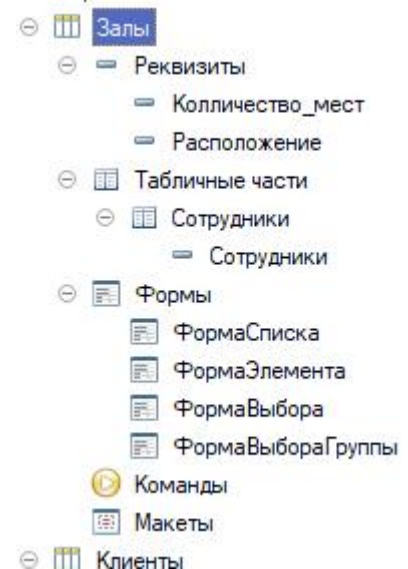 Залы
Реквизиты
Колличество_мест
Расположение
Табличные части
Сотрудники
Сотрудники
Формы
ФормаСписка
ФормаЭлемента
ФормаВыбора
ФормаВыбораГруппы
Команды
Макеты
Клиенты